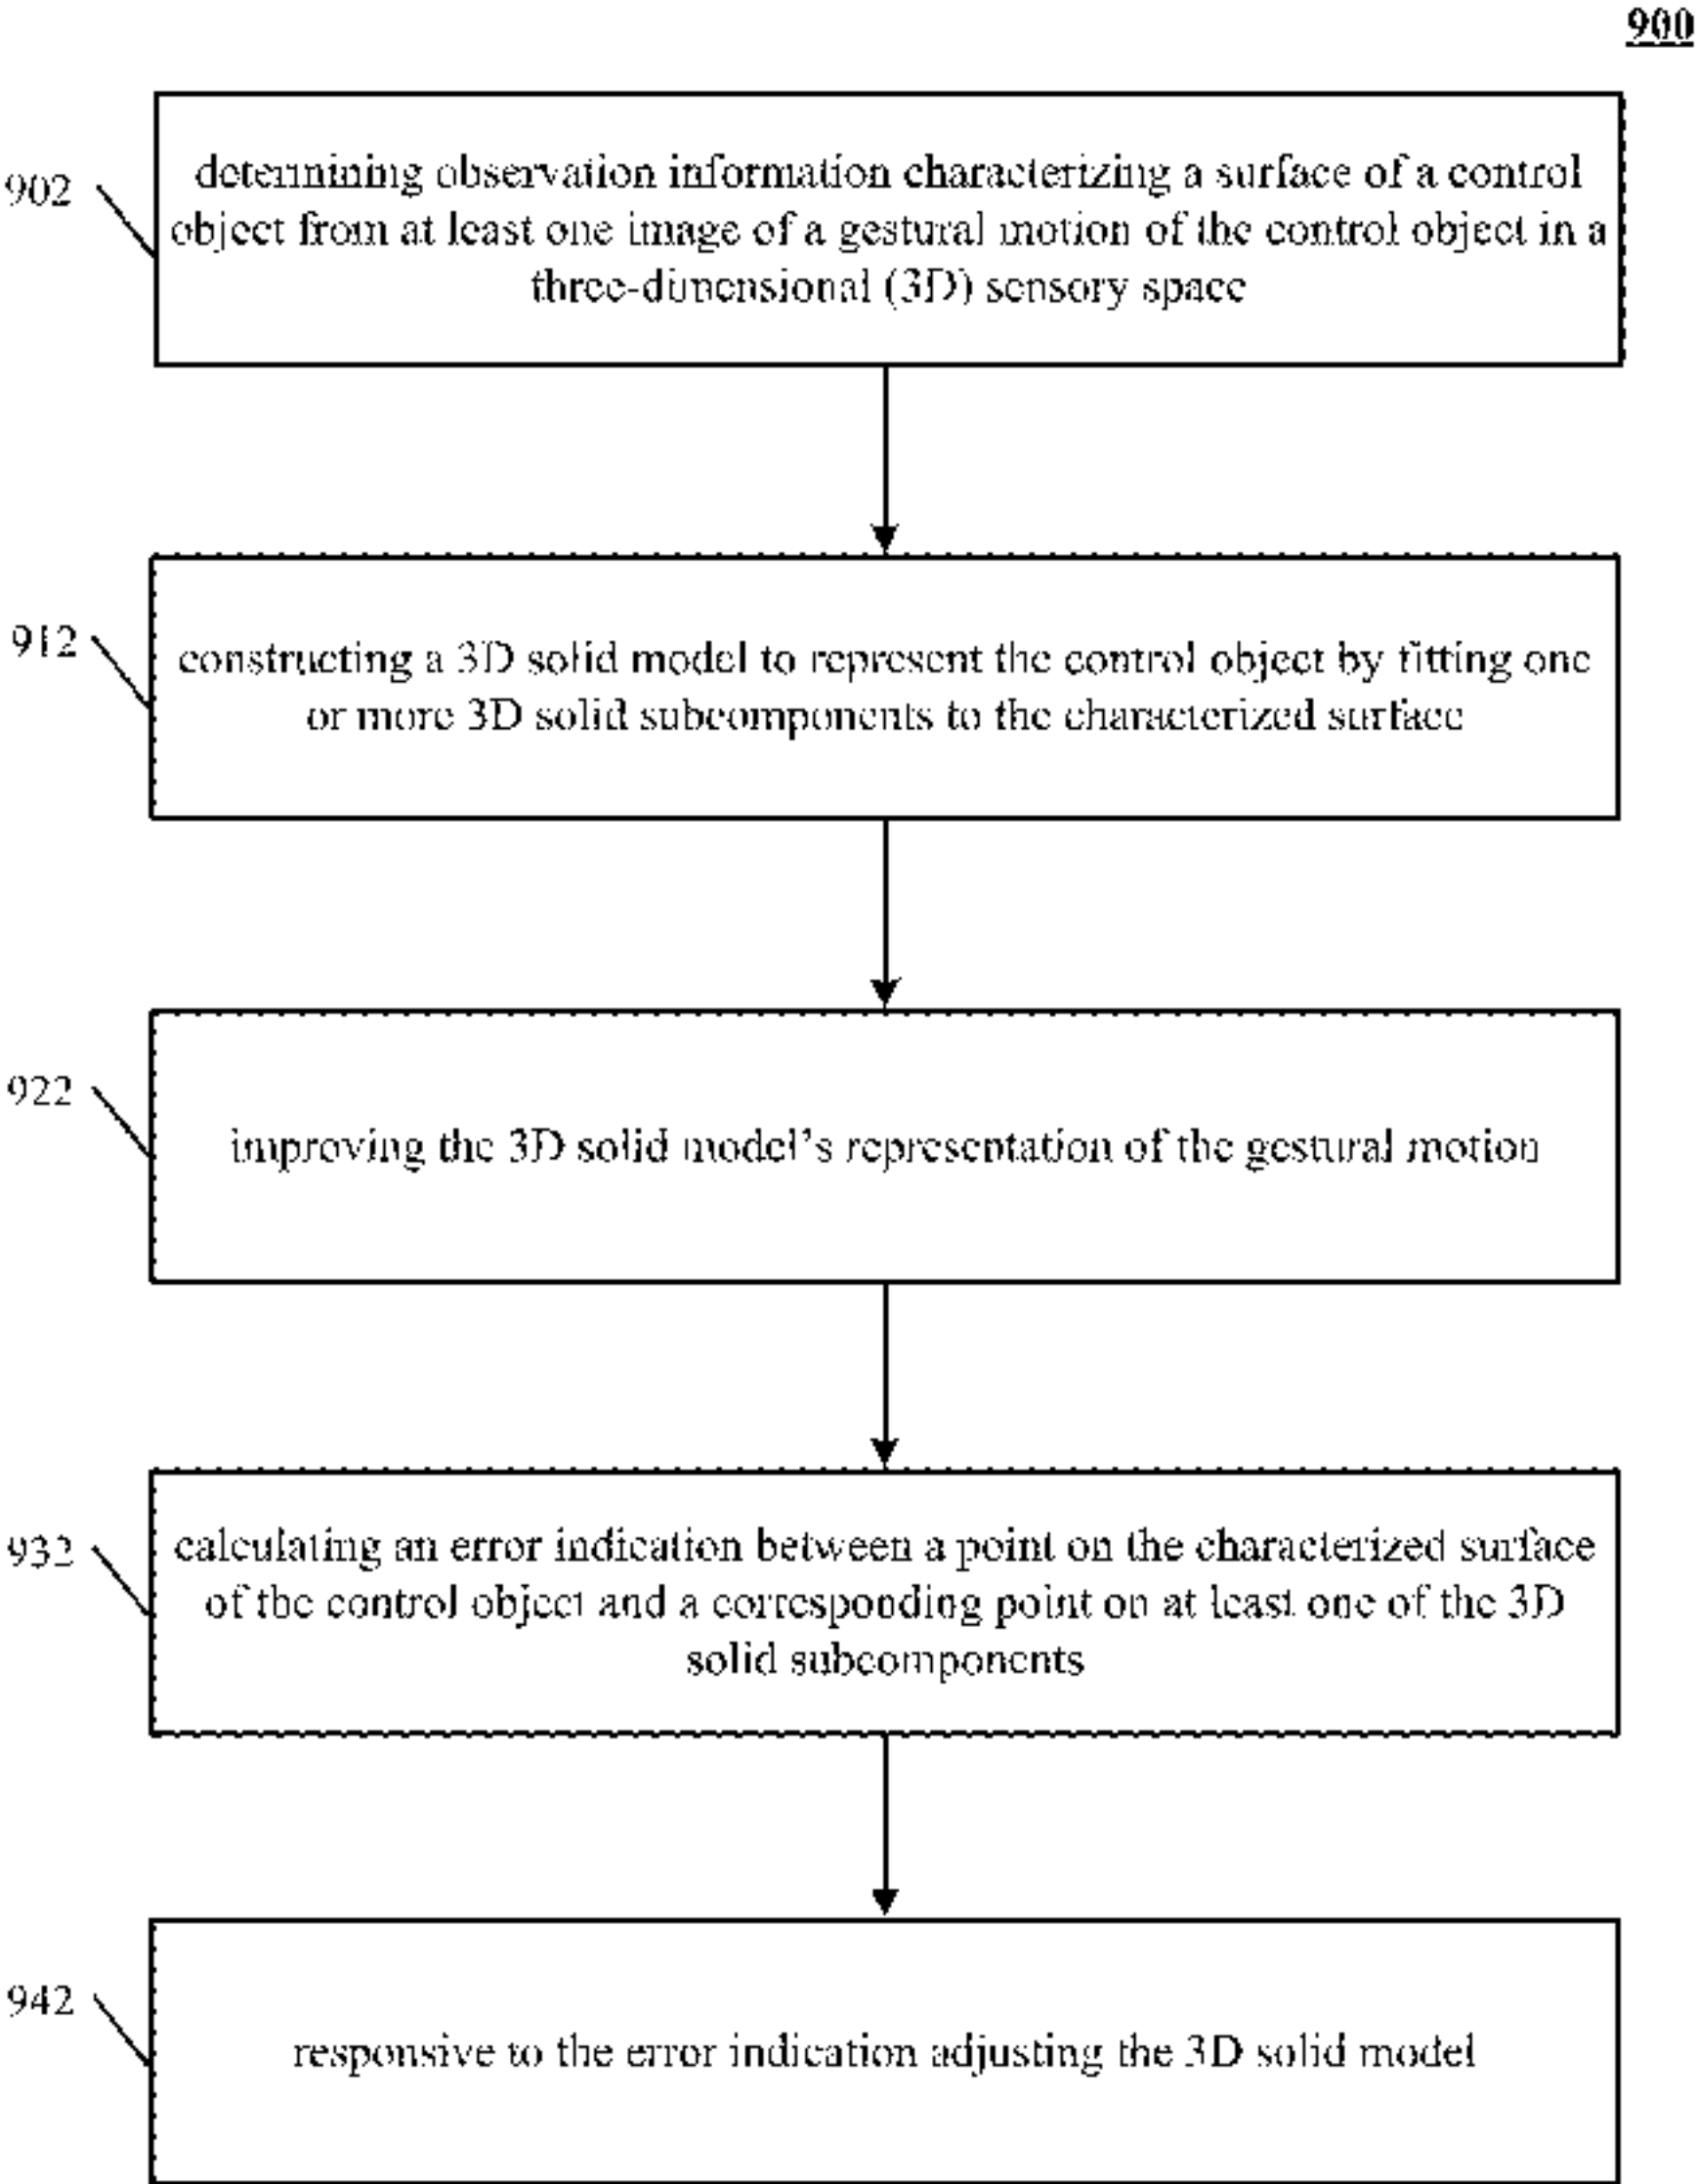 900
902
determining observation information characterizing a surface of a control
object from at least one image of a gestural motion of the control object in a
three-dimensional (3D) sensory space
912
constructing a 3D solid model to represent the control object by fitting one
or more 3D solid subcomponents to the characterized surface
922
improving the 3D solid model's representation of the gestural motion
932
calculating an error indication between a point on the characterized surface
of the control object and a corresponding point on at least one of the 3D
solid subcomponents
942
responsive to the error indication adjusting the 3D solid model